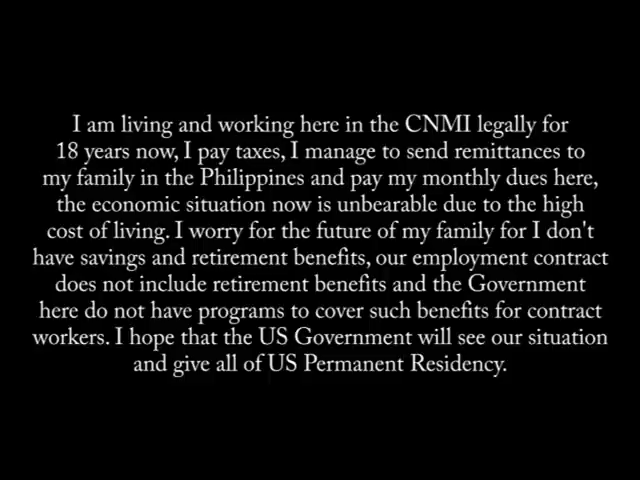 I am living and working here in the CNMI legally for
18 years now, I pay taxes, I manage to send remittances to
my family in the Philippines and pay my monthly dues here,
the economic situation now is unbearable due to the high
cost of living. I worry for the future of my family for I don't
have savings and retirement benefits, our employment contract
does not include retirement benefits and the Government
here do not have programs to cover such benefits for contract
workers. I hope that the US Government will see our situation
and give all of US Permanent Residency.